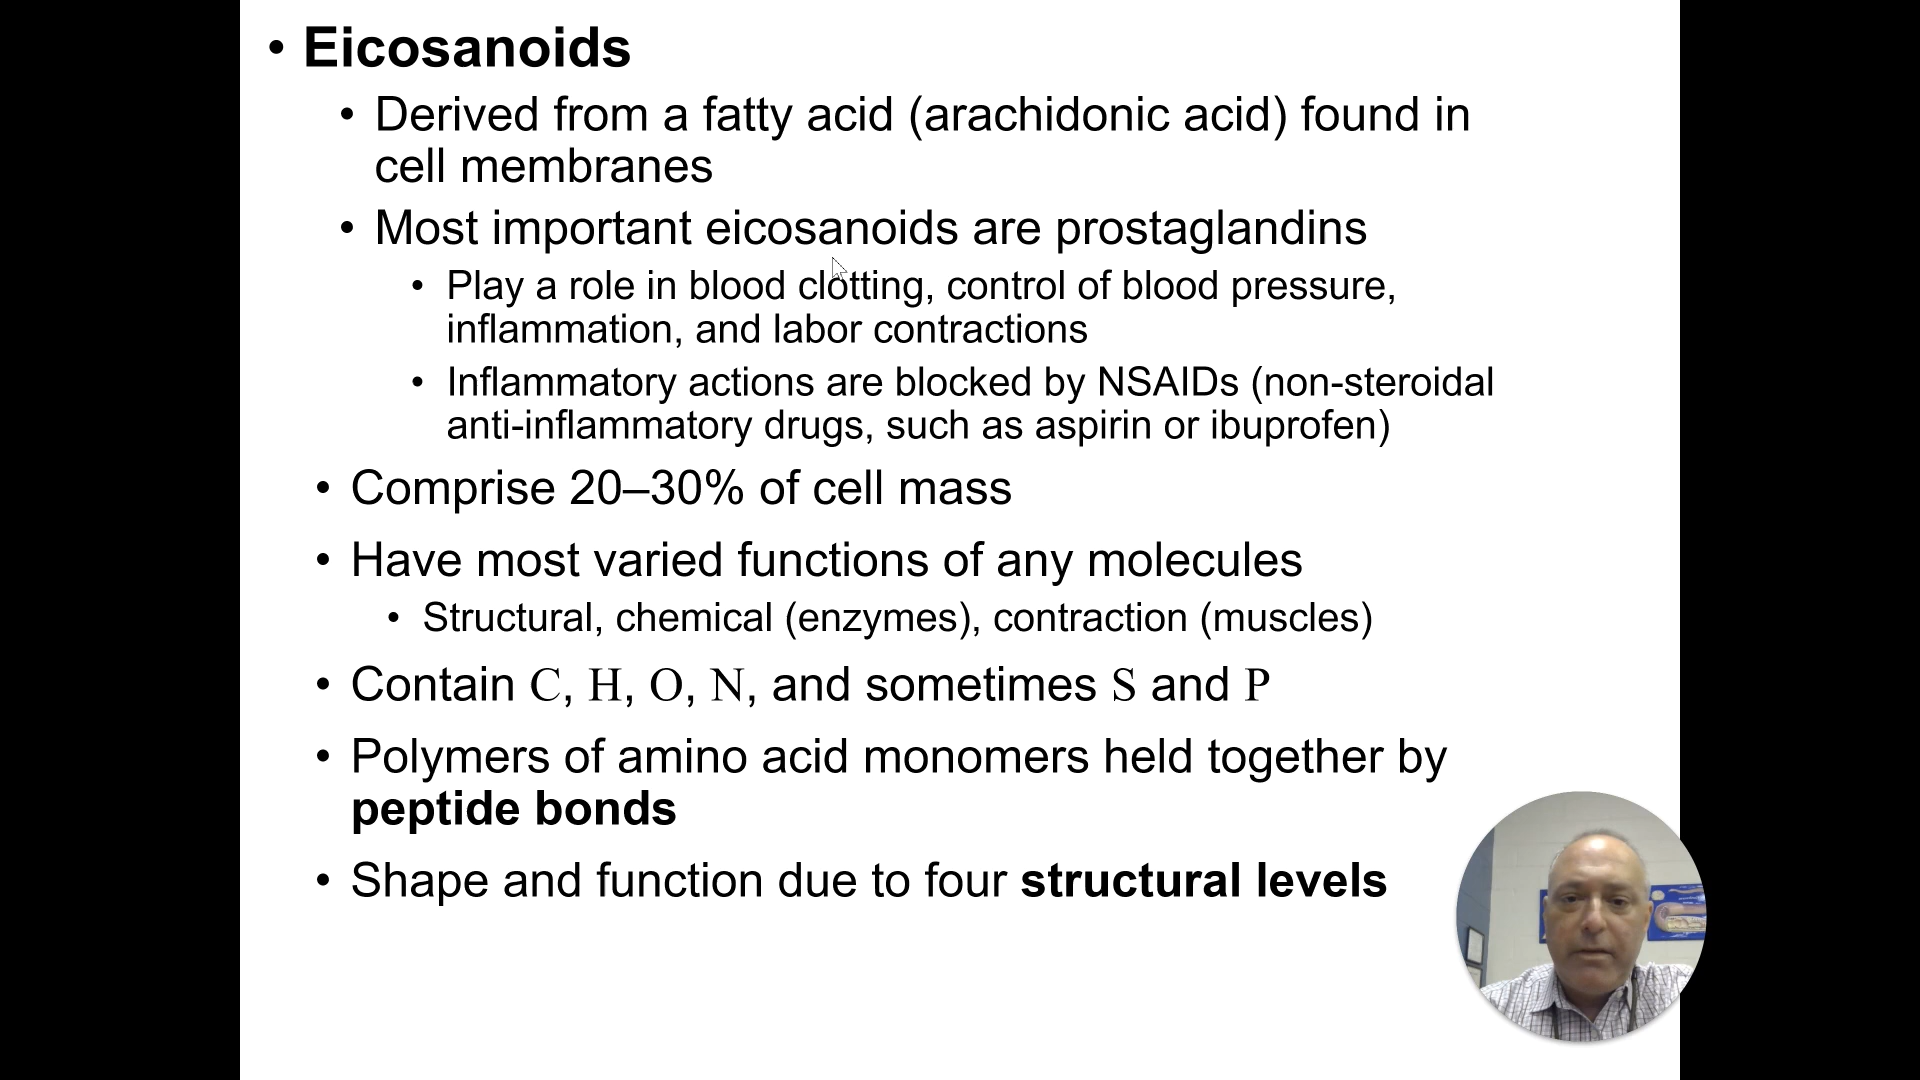 • Eicosanoids
• Derived from a fatty acid (arachidonic acid) found in
cell membranes
• Most important eicosanoids are prostaglandins
• Play a role in blood clotting, control of blood pressure,
inflammation, and labor contractions
• Inflammatory actions are blocked by NSAIDs (non-steroidal
anti-inflammatory drugs, such as aspirin or ibuprofen)
• Comprise 20–30% of cell mass
• Have most varied functions of any molecules
• Structural, chemical (enzymes), contraction (muscles)
• Contain C, H, O, N, and sometimes S and P
• Polymers of amino acid monomers held together by
peptide bonds
• Shape and function due to four structural levels